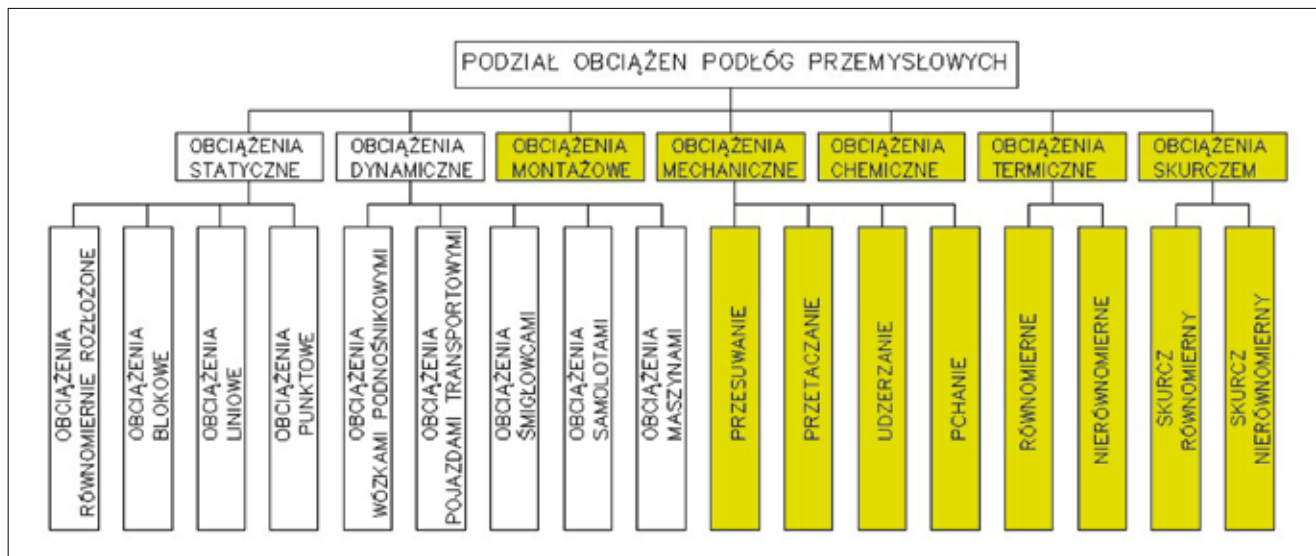 PODZIAŁ OBCIĄŻEN PODŁÓG PRZEMYSŁOWYCH
OBCIĄŻENIA
STATYCZNE
OBCIĄŻENIA
DYNAMICZNE
OBCIĄŻENIA
MONTAŻOWE
OBCIĄŻENIA
MECHANICZNE
OBCIĄŻENIA
CHEMICZNE
OBCIĄŻENIA
TERMICZNE
OBCIĄŻENIA
SKURCZEM
OBCIĄŻENIA
RÓWNOMIERNIE ROZŁOŻONE
OBCIĄŻENIA
BLOKOWE
OBCIĄŻENIA
LINIOWE
OBCIĄŻENIA
PUNKTOWE
OBCIĄŻENIA
WÓZKAMI PODNOŚNIKOWYMI
OBCIĄŻENIA
POJAZDAMI TRANSPORTOWYMI
OBCIĄŻENIA
ŚMIGŁOWCAMI
OBCIĄŻENIA
SAMOLOTAMI
OBCIĄŻENIA
MASZYNAMI
PRZESUWANIE
PRZETACZANIE
UDZERZANIE
PCHANIE
RÓWNOMIERNE
NIERÓWNOMIERNE
SKURCZ
RÓWNOMIERNY
SKURCZ
NIERÓWNOMIERNY